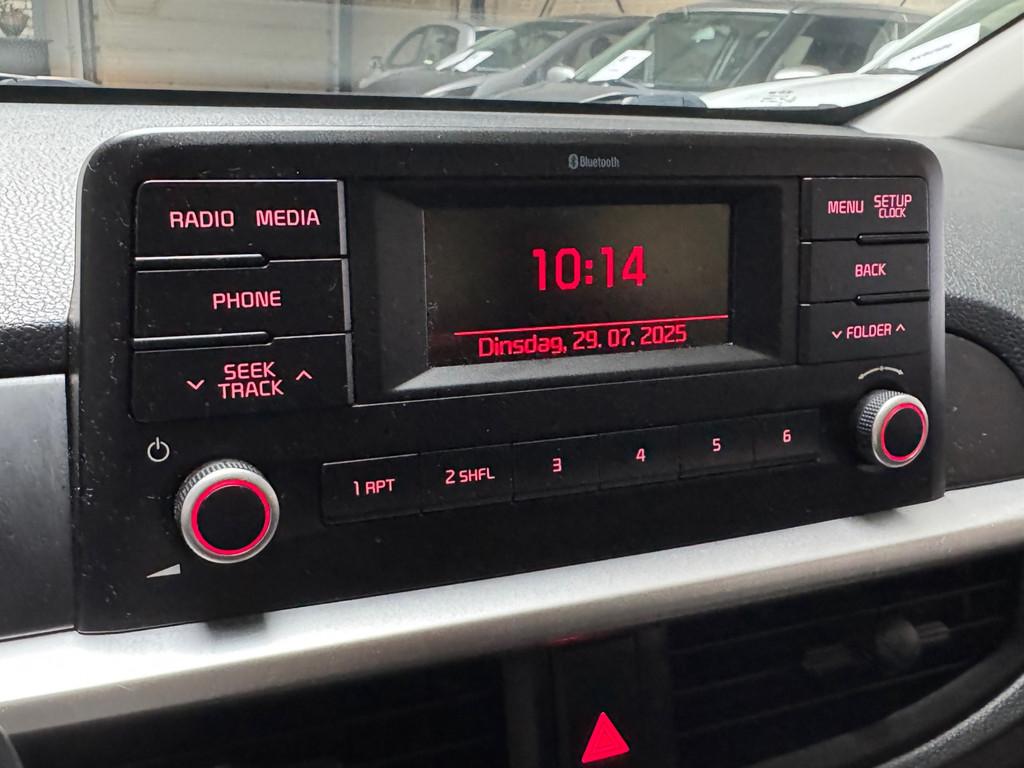 Bluetooth
RADIO MEDIA
MENU SETUP
CLOCK
10:14
PHONE
BACK
Dinsdag, 29. 07. 2025
FOLDER
SEEK
TRACK
1 RPT
2 SHFL
3
4
5
6